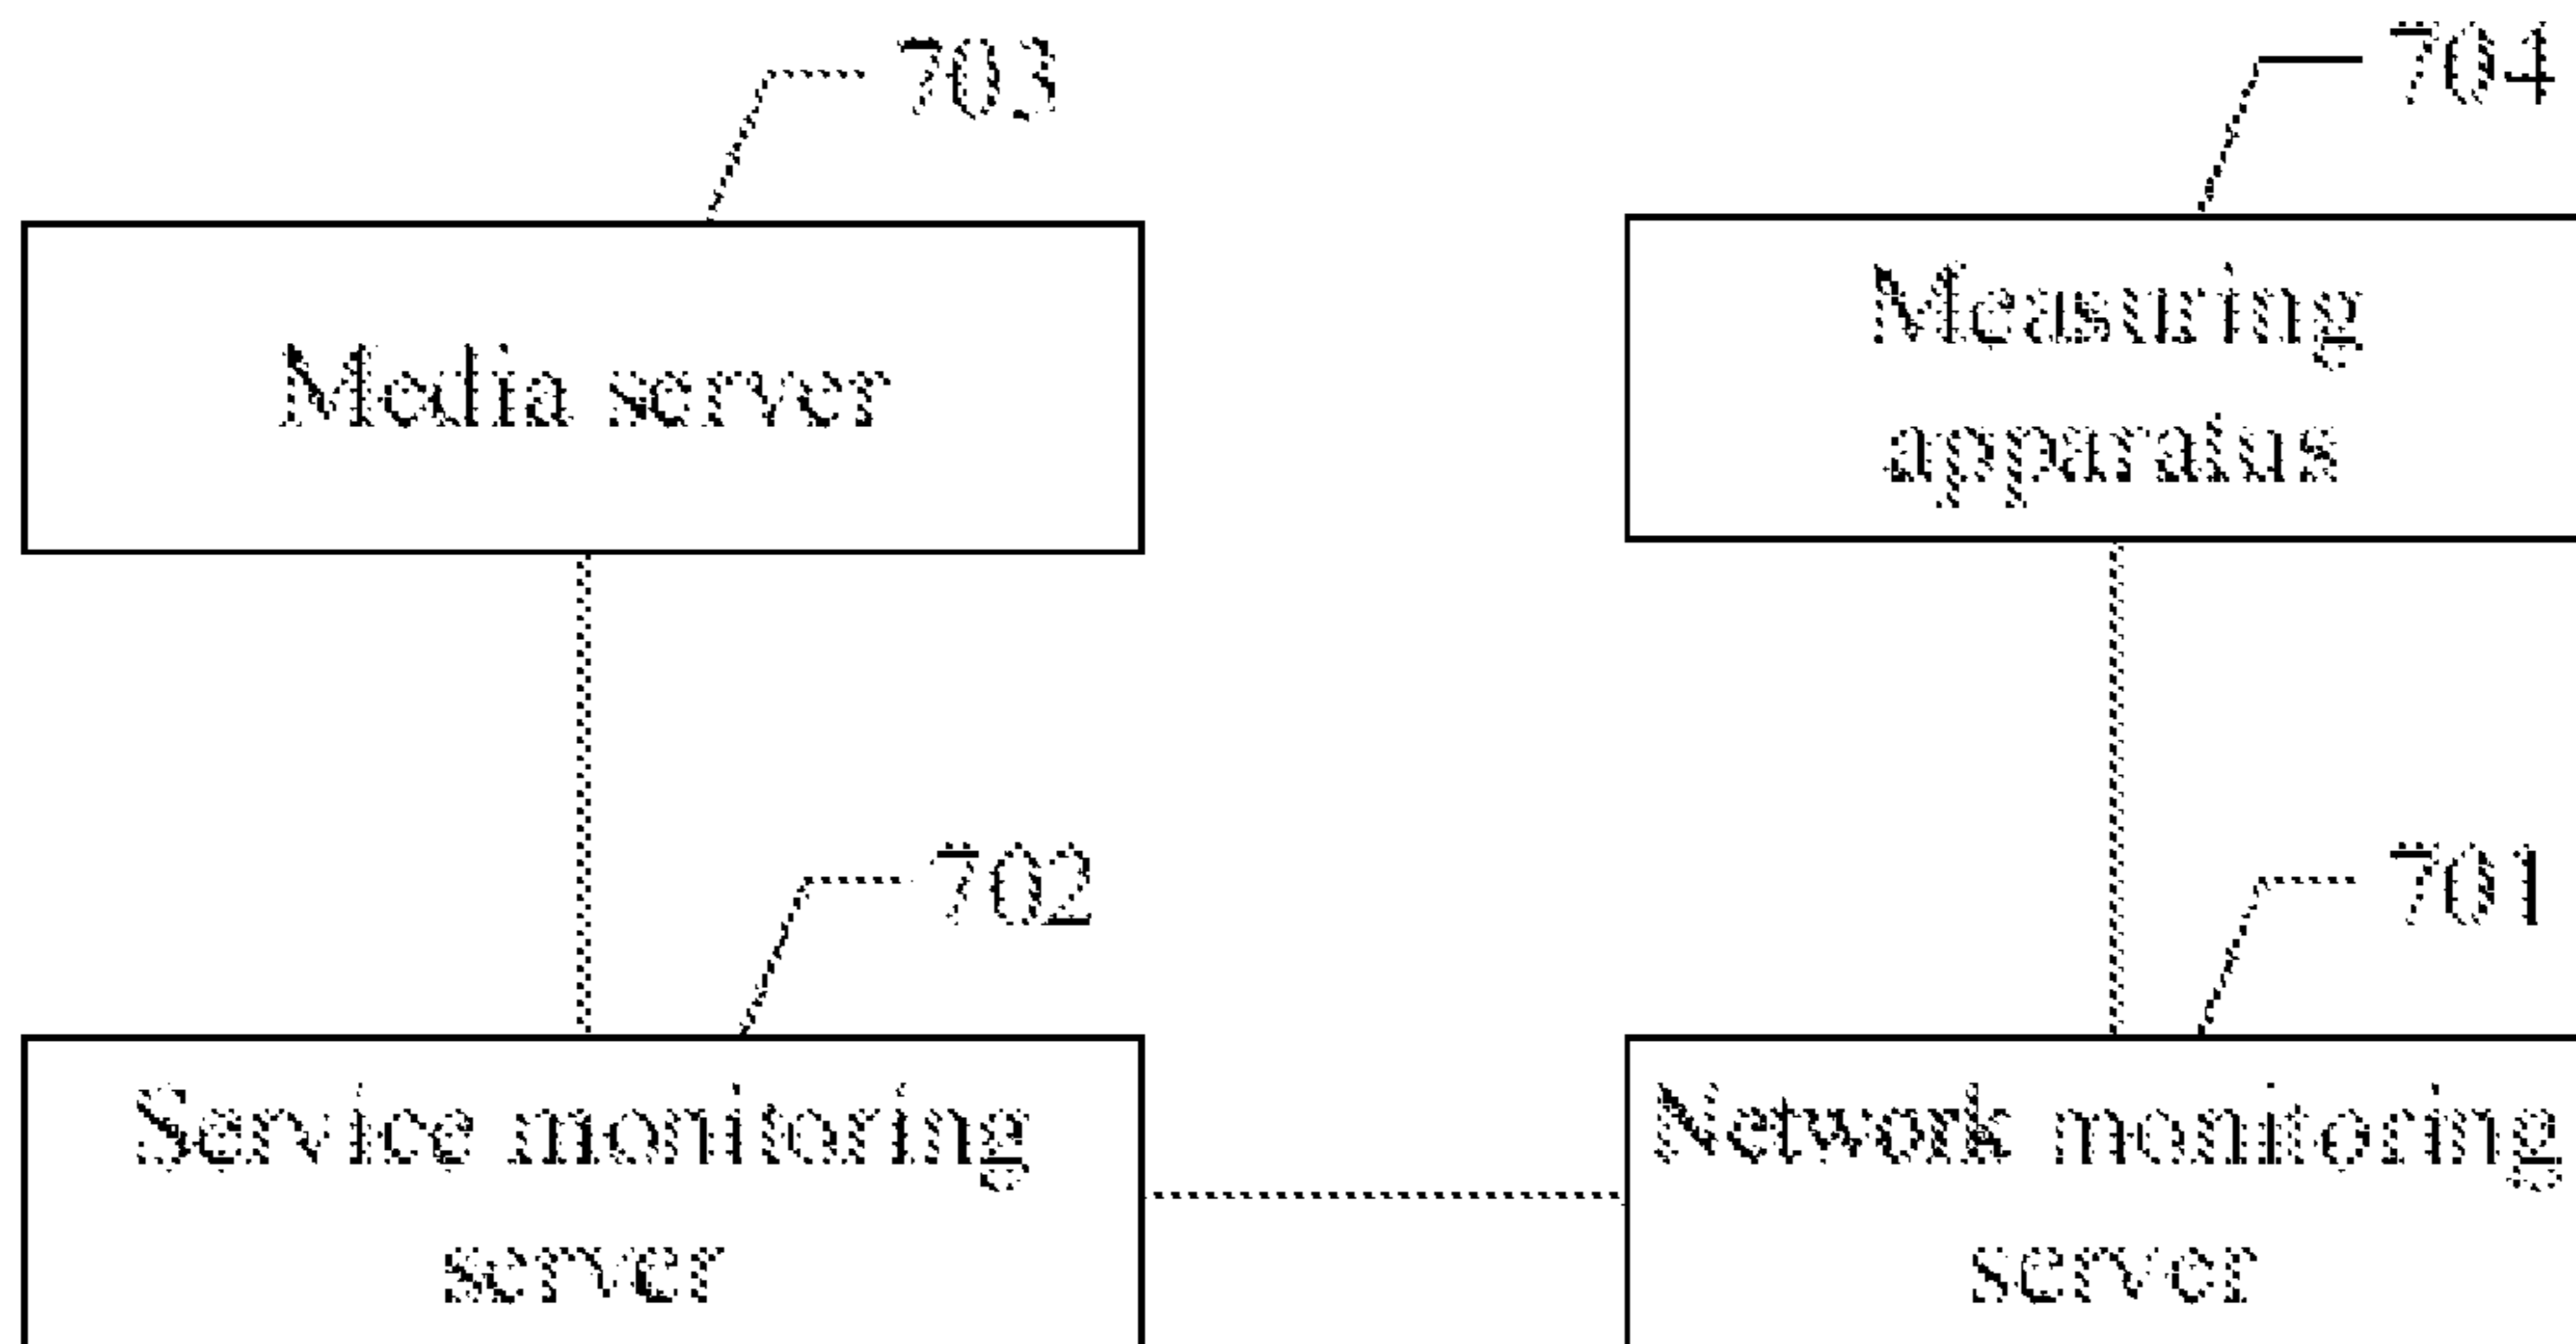 703
704
Media server
Measuring
apparatus
702
701
Service monitoring
server
Network monitoring
server